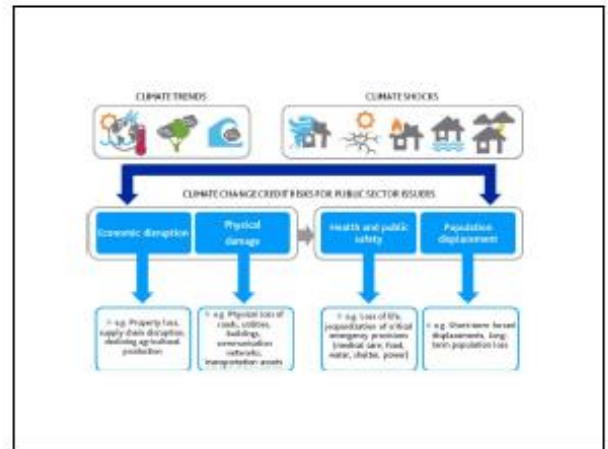 CLIMATE TRENDS
CLIMATE SHOCKS
CLIMATE CHANGE CREDIT RISKS FOR PUBLIC SECTOR ISSUERS
Economic disruption
Physical
damage
Health and public
safety
Population
displacement
e.g. Property loss,
supply chain disruption,
declining agricultural
production
e.g. Physical loss of
roads, utilities,
buildings,
communication
networks,
transportation assets
e.g. Loss of life,
jeopardization of critical
emergency provisions
(medical care, food,
water, shelter, power)
e.g. Short-term forced
displacements, long-
term population loss